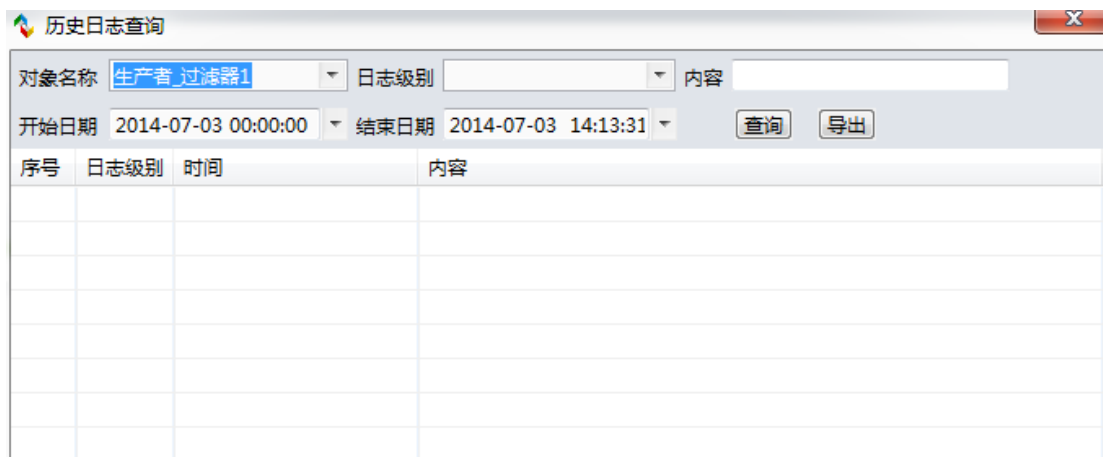 历史日志查询
对象名称 生产者_过滤器1 日志级别 内容
开始日期 2014-07-03 00:00:00 结束日期 2014-07-03 14:13:31 查询 导出
序号 日志级别 时间 内容